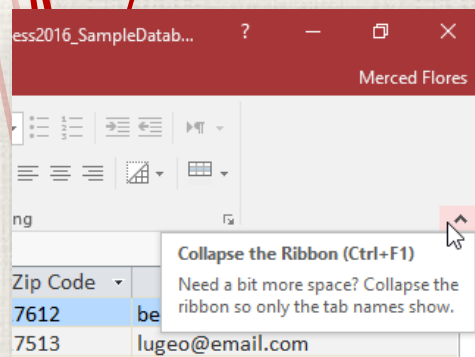 ess2016_SampleDatab... ?
Merced Flores
ng
Collapse the Ribbon (Ctrl+F1)
Need a bit more space? Collapse the
ribbon so only the tab names show.
Zip Code
7612 be
7513 lugeo@email.com